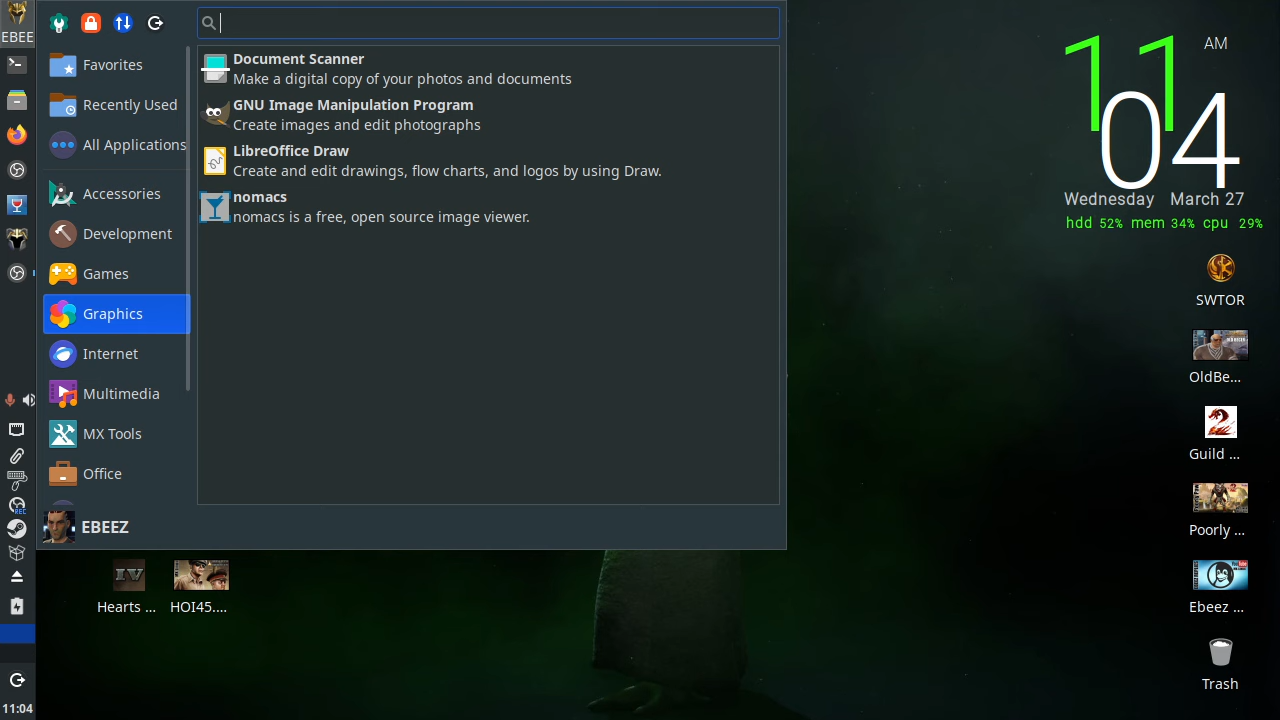 EBEE
Favorites
Recently Used
All Applications
Accessories
Development
Games
Graphics
Internet
Multimedia
MX Tools
Office
EBEEZ
Document Scanner
Make a digital copy of your photos and documents
GNU Image Manipulation Program
Create images and edit photographs
LibreOffice Draw
Create and edit drawings, flow charts, and logos by using Draw.
nomacs
nomacs is a free, open source image viewer.
11 AM
04
Wednesday March 27
hdd 52% mem 34% cpu 29%
SWTOR
OldBe...
2
Guild ...
Poorly ...
Ebeez ...
Trash
IV
Hearts ...
HOI45....
REC
11:04